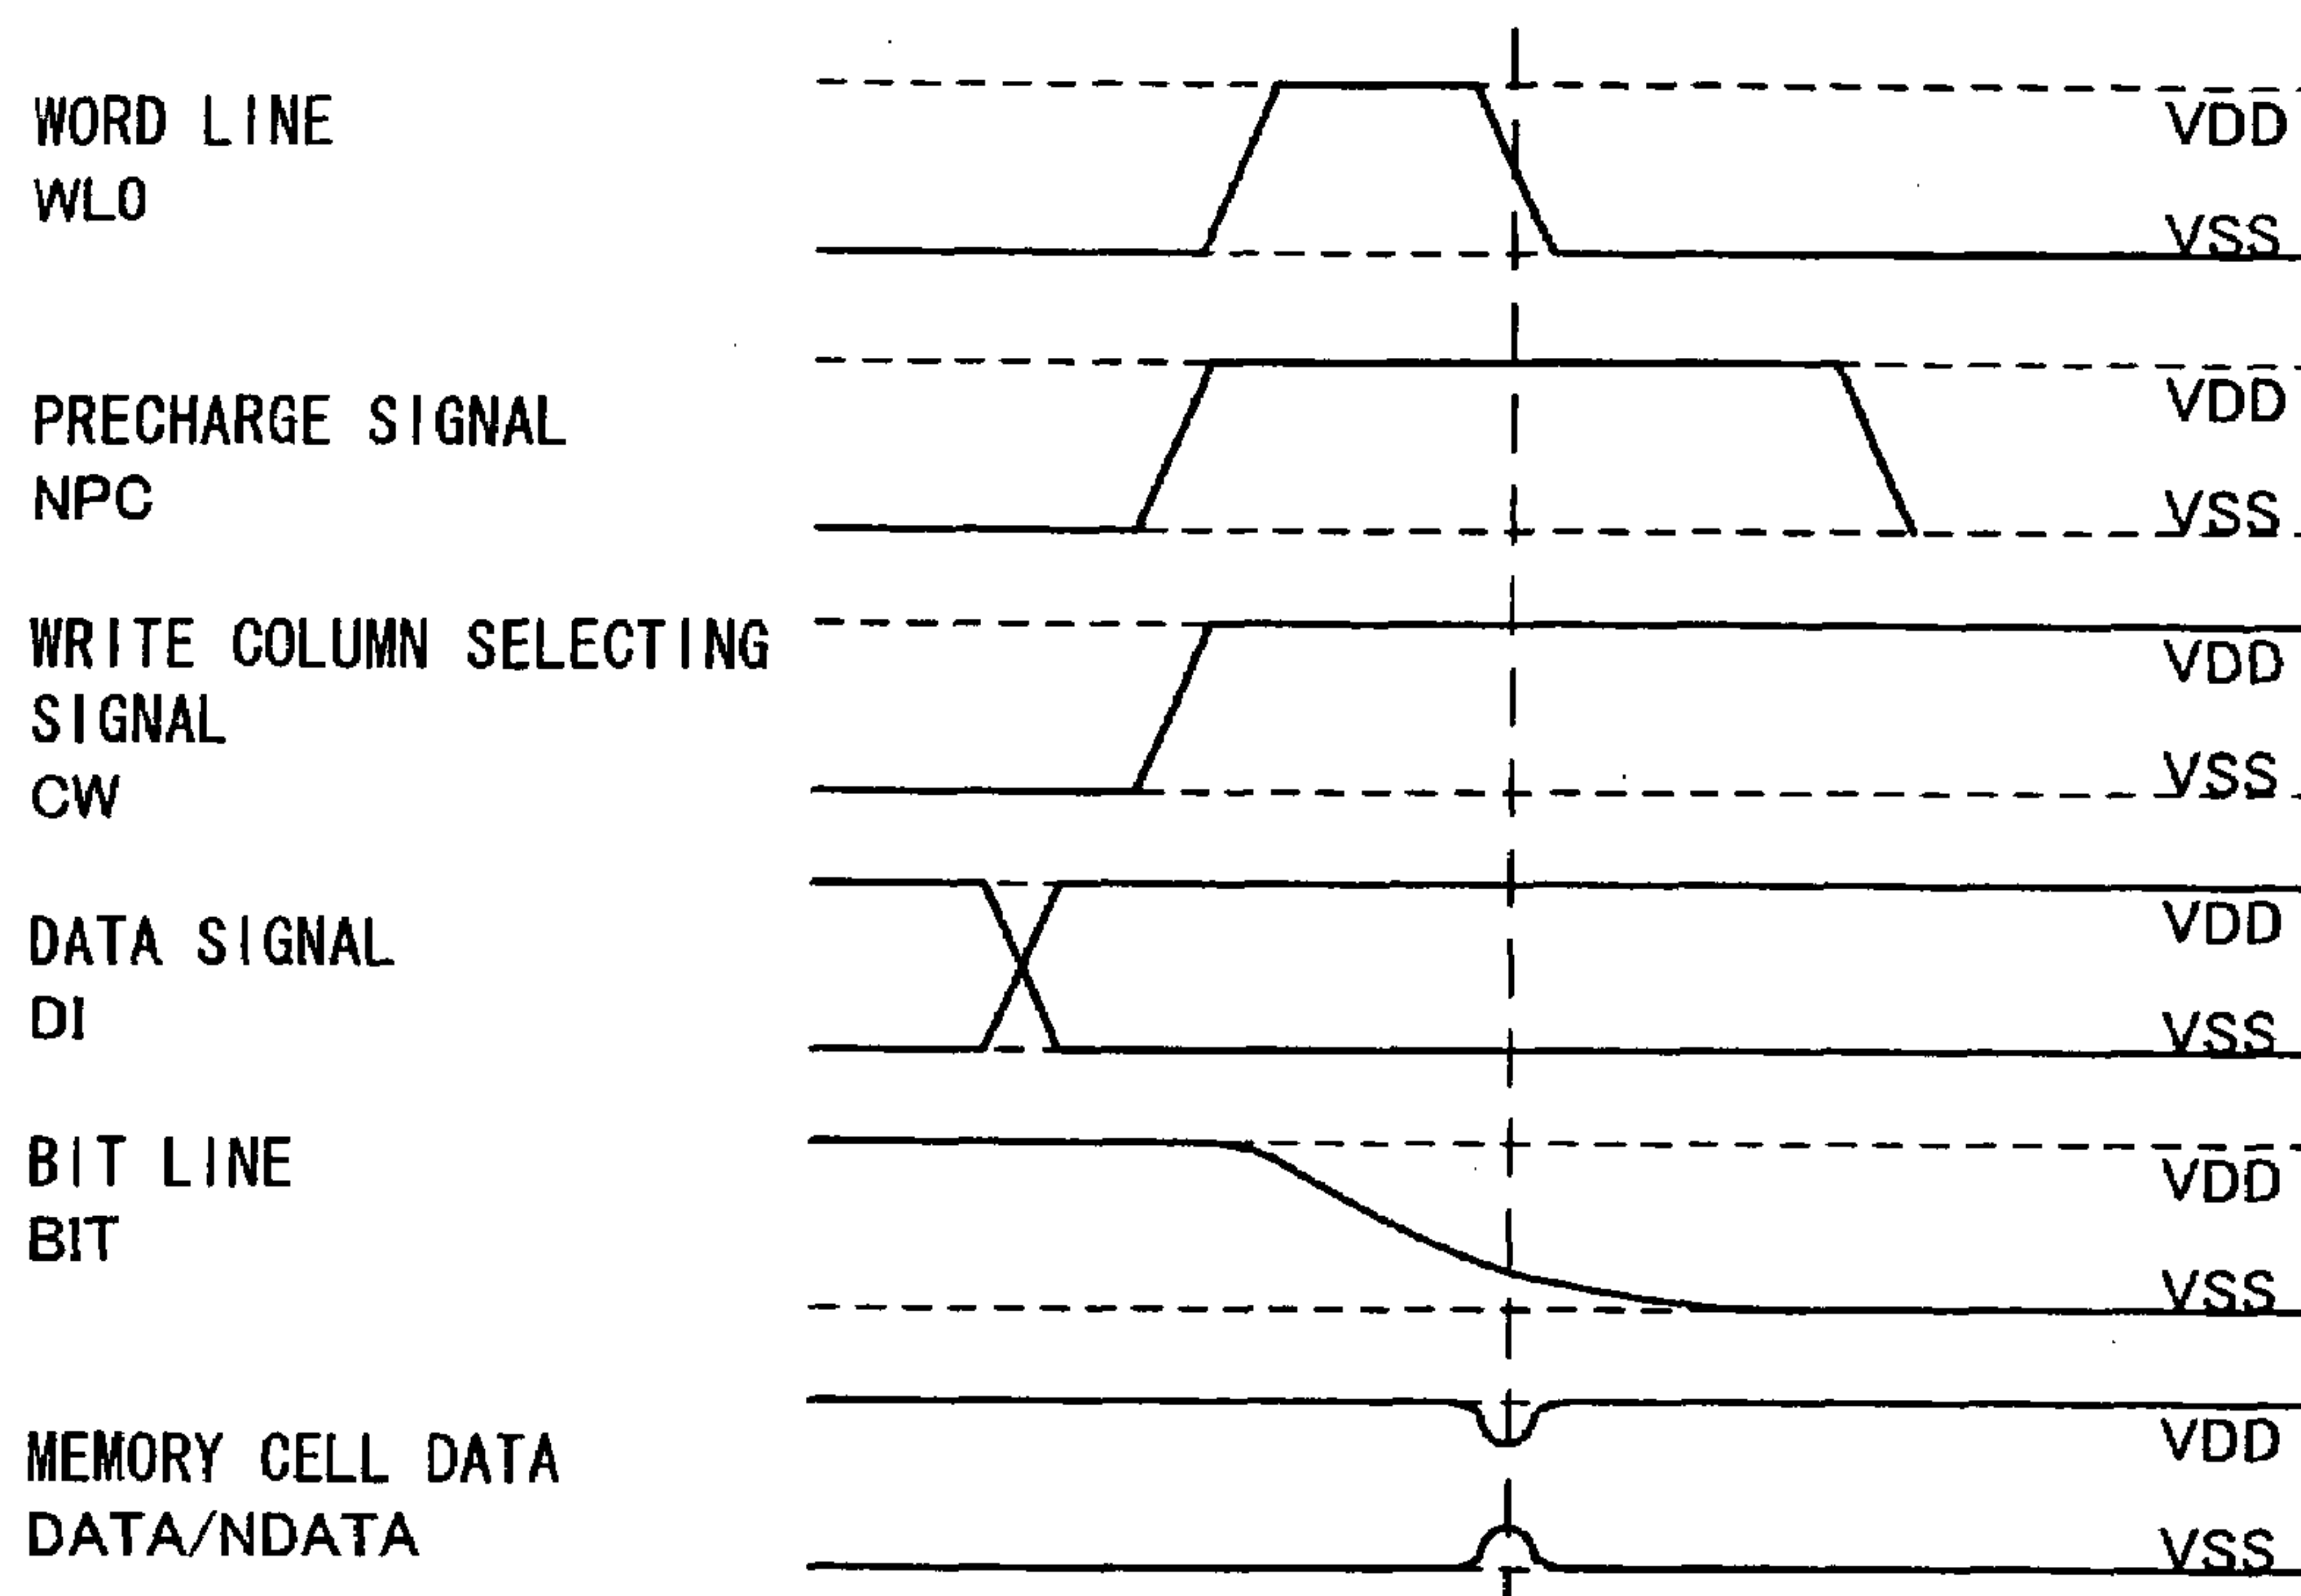 WORD LINE
WL0
VDD
VSS
PRECHARGE SIGNAL
NPC
VDD
VSS
WRITE COLUMN SELECTING
SIGNAL
CW
VDD
VSS
DATA SIGNAL
DI
VDD
VSS
BIT LINE
BIT
VDD
VSS
MEMORY CELL DATA
DATA/NDATA
VDD
VSS